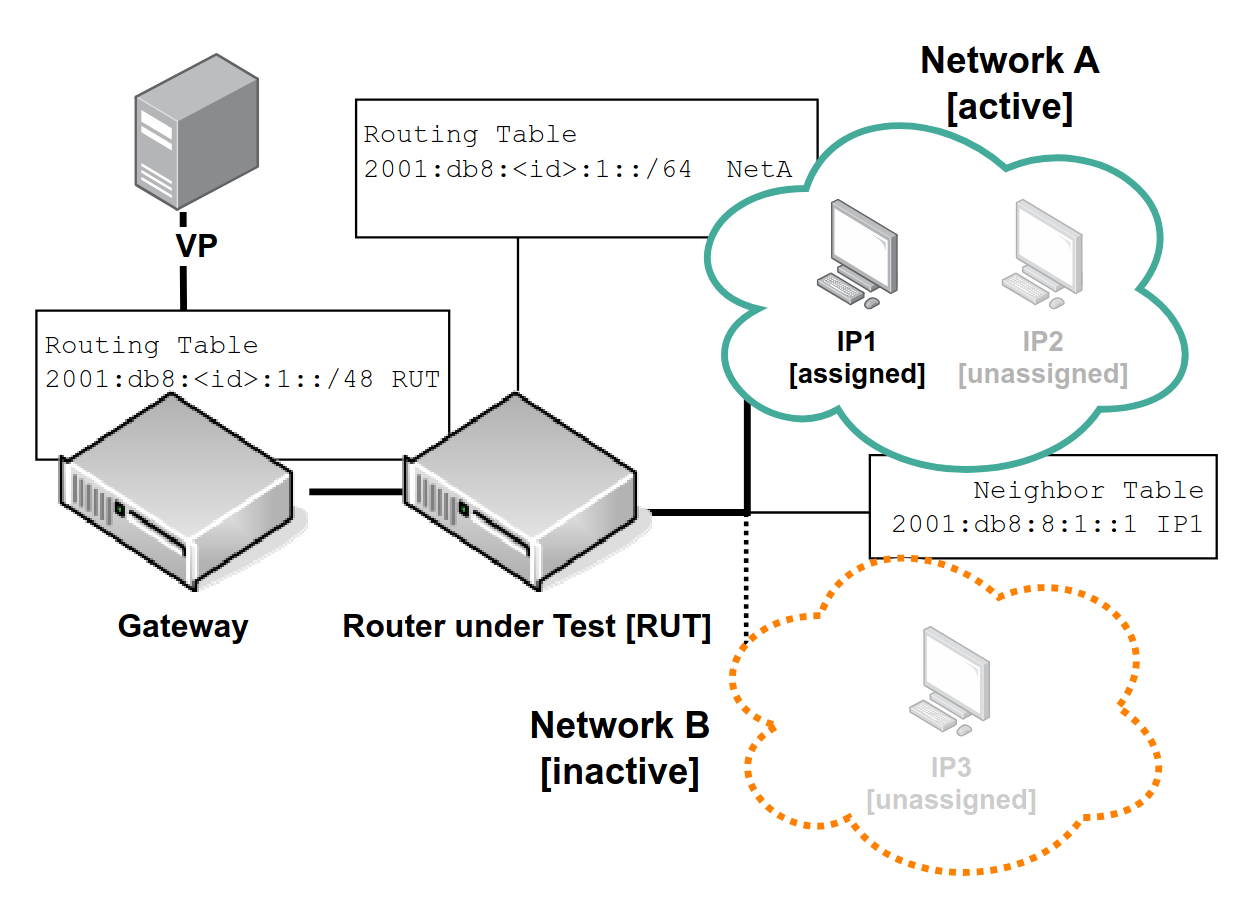 Network A
[active]
Routing Table
2001:db8:<id>:1::/64 NetA
VP
IP1
[assigned]
IP2
[unassigned]
Routing Table
2001:db8:<id>:1::/48 RUT
Neighbor Table
2001:db8:8:1::1 IP1
Gateway
Router under Test [RUT]
Network B
[inactive]
IP3
[unassigned]